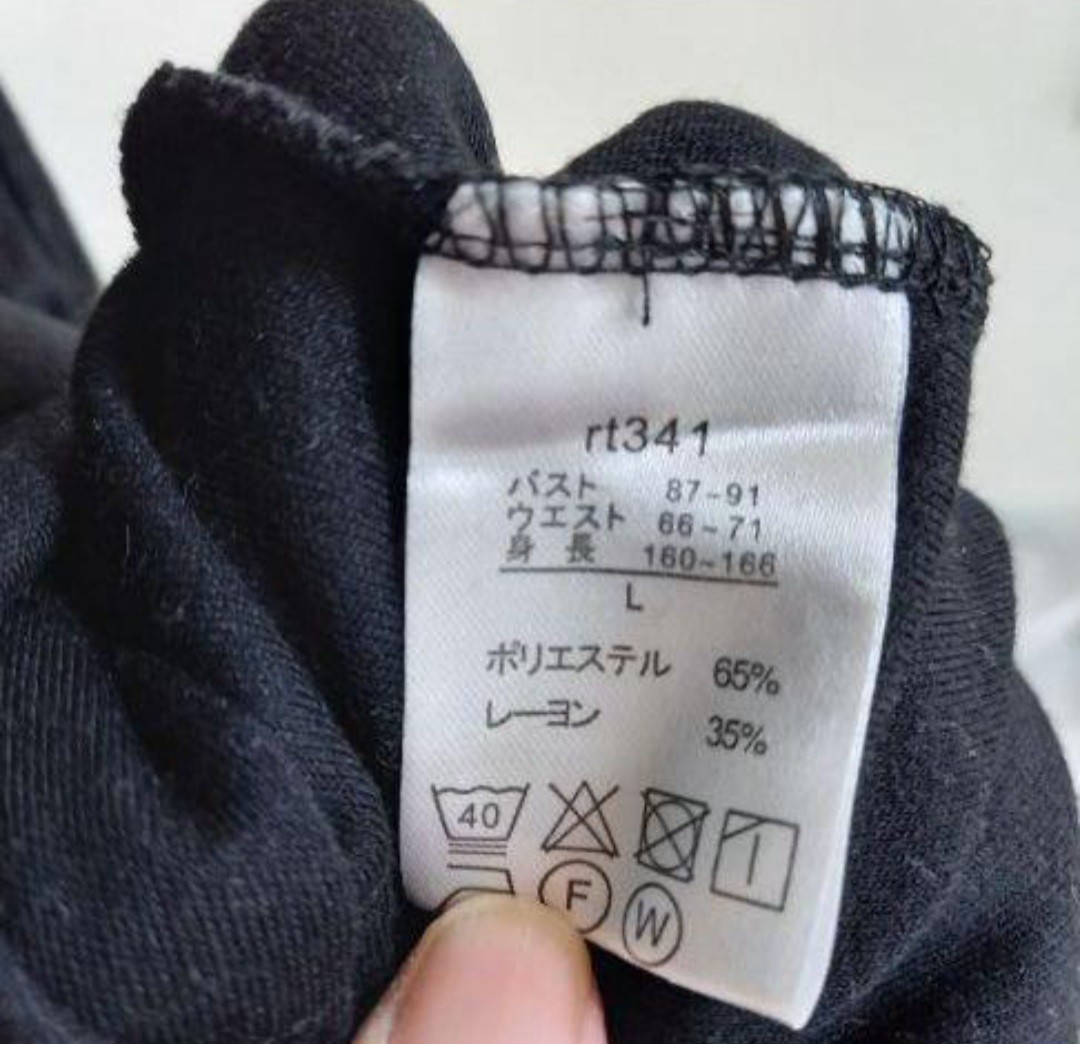 rt341
バスト 87~91
ウエスト 66~71
身長 160~166
L
ポリエステル 65%
レーヨン 35%
40
F W